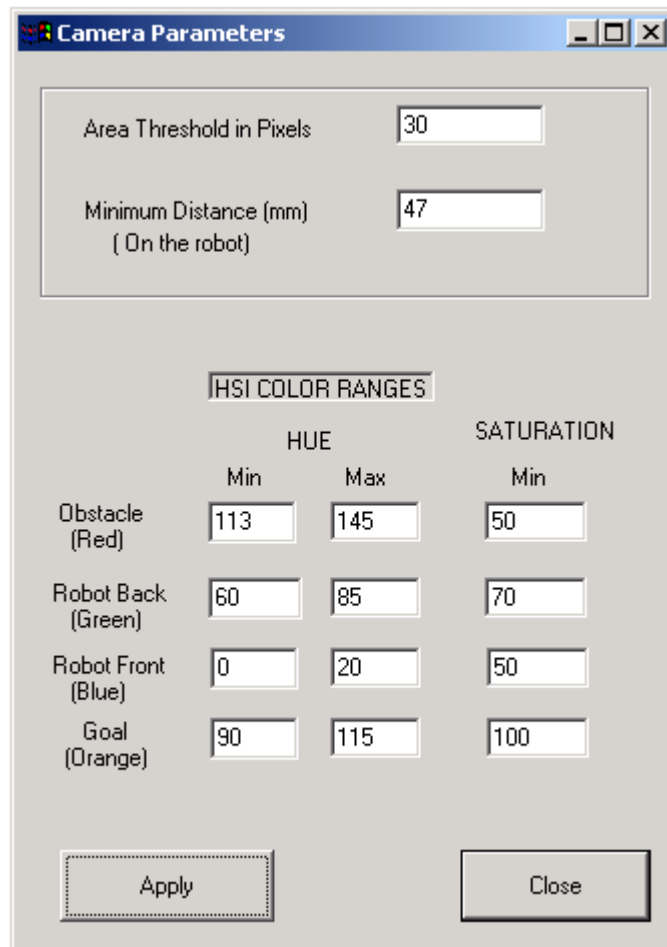 Camera Parameters
Area Threshold in Pixels 30
Minimum Distance (mm) 47
( On the robot)
HSI COLOR RANGES
HUE SATURATION
Min Max Min
Obstacle 113 145 50
(Red)
Robot Back 60 85 70
(Green)
Robot Front 0 20 50
(Blue)
Goal 90 115 100
(Orange)
Apply Close